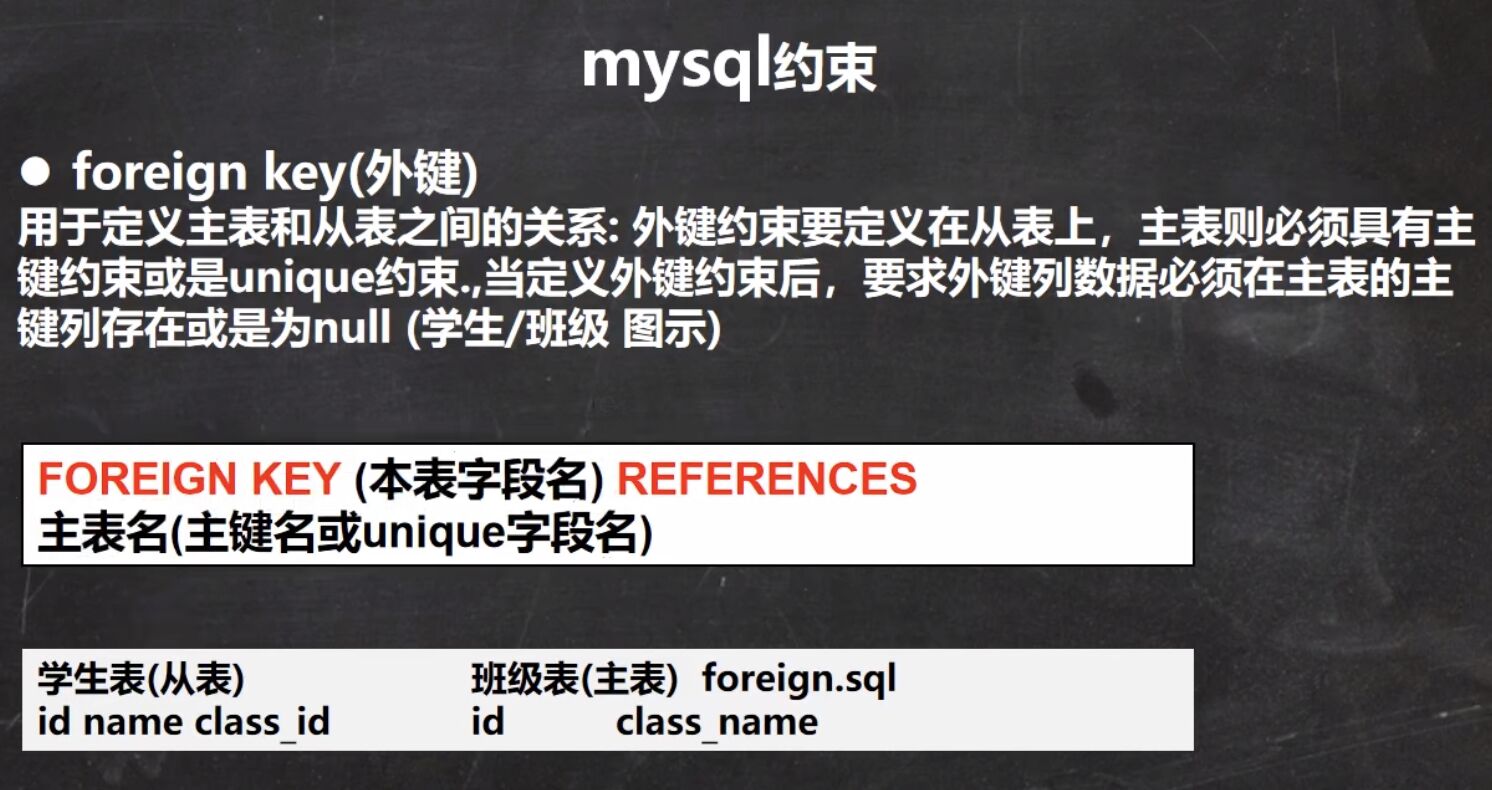 mysql约束
● foreign key(外键)
用于定义主表和从表之间的关系: 外键约束要定义在从表上，主表则必须具有主
键约束或是unique约束.,当定义外键约束后，要求外键列数据必须在主表的主
键列存在或是为null (学生/班级 图示)
FOREIGN KEY (本表字段名) REFERENCES
主表名(主键名或unique字段名)
学生表(从表) 班级表(主表) foreign.sql
id name class_id id class_name